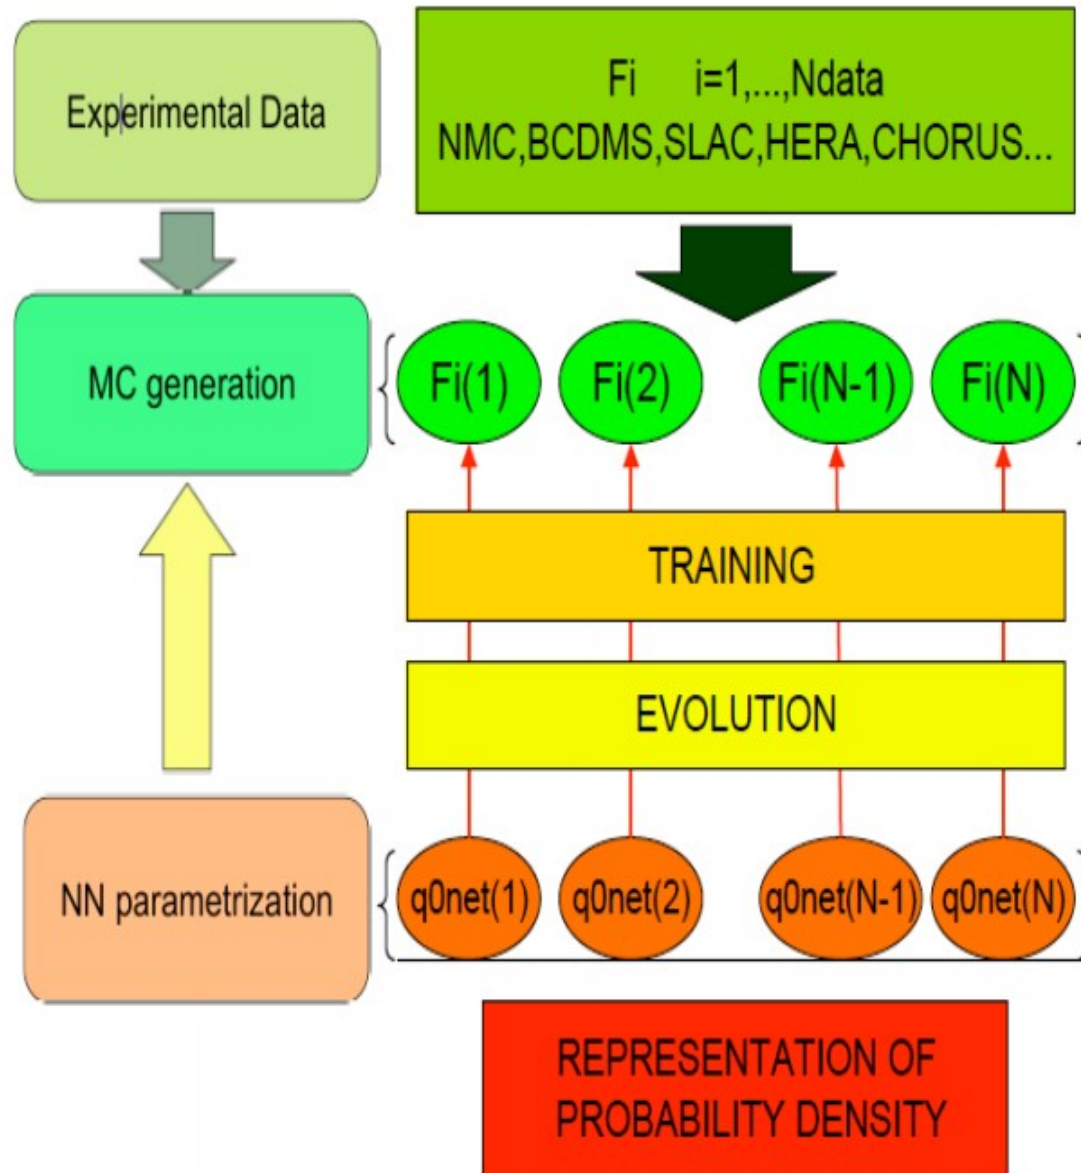 Experimental Data
Fi i=1,...,Ndata
NMC,BCDMS,SLAC,HERA,CHORUS...
MC generation
Fi(1) Fi(2) Fi(N-1) Fi(N)
TRAINING
EVOLUTION
NN parametrization
q0net(1) q0net(2) q0net(N-1) q0net(N)
REPRESENTATION OF
PROBABILITY DENSITY